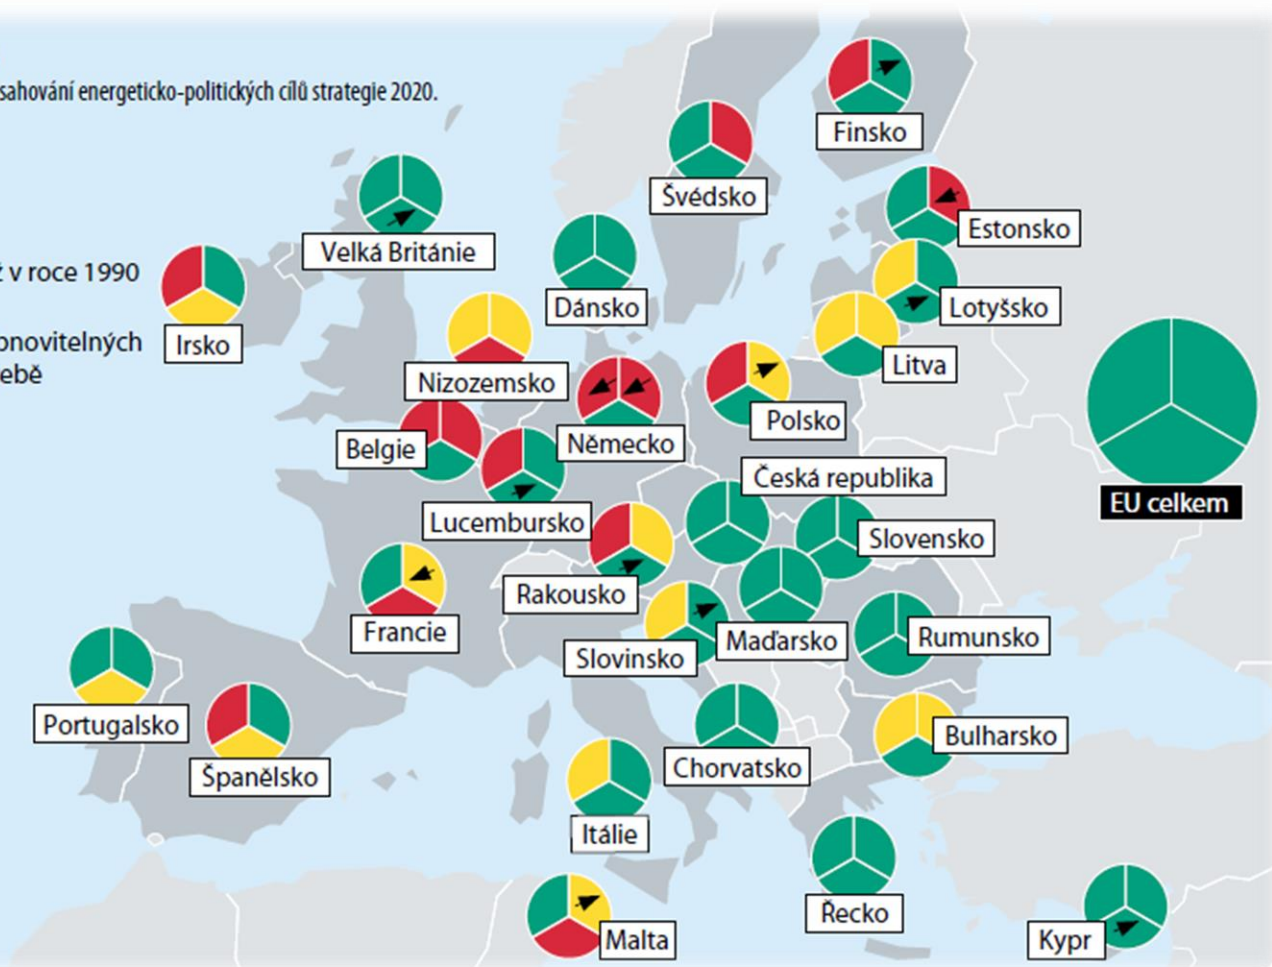 sahování energeticko-politických cílů strategie 2020.
Finsko
Švédsko
Estonsko
Velká Británie
v roce 1990
Dánsko
Lotyšsko
Irsko
Litva
Nizozemsko
Polsko
Německo
Belgie
Česká republika
EU celkem
Lucembursko
Slovensko
Rakousko
Francie
Maďarsko
Rumunsko
Slovinsko
Portugalsko
Bulharsko
Chorvatsko
Španělsko
Itálie
Řecko
Malta
Kypr